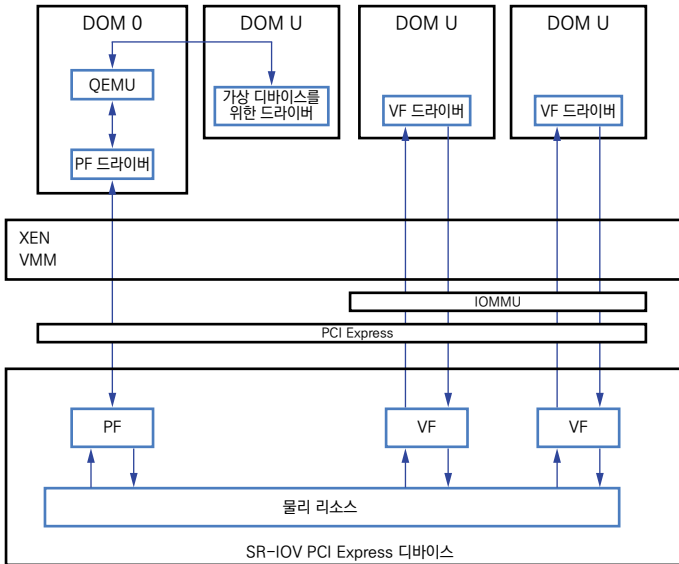 DOM 0
DOM U
DOM U
DOM U
QEMU
가상 디바이스를
위한 드라이버
VF 드라이버
VF 드라이버
PF 드라이버
XEN
VMM
IOMMU
PCI Express
PF
VF
VF
물리 리소스
SR-IOV PCI Express 디바이스